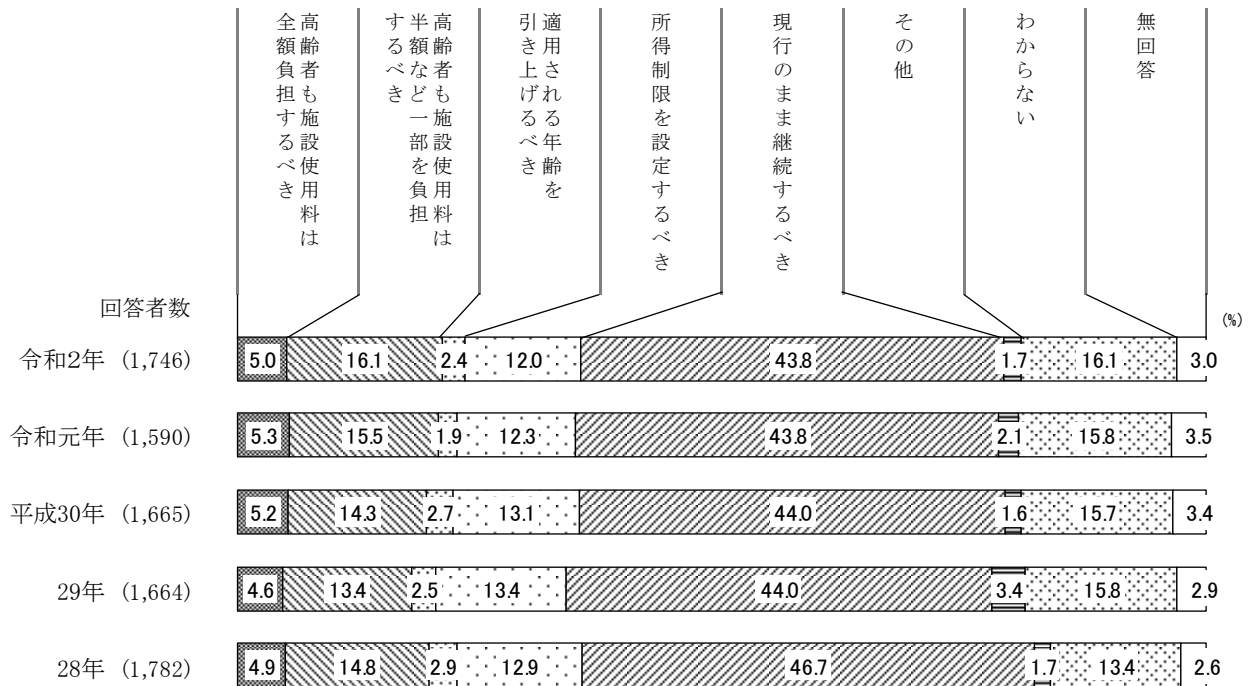 高齢者も施設使用料は
全額負担するべき
高齢者も施設使用料は
半額など一部を負担
するべき
適用される年齢を
引き上げるべき
所得制限を設定するべき
現行のまま継続するべき
その他
わからない
無回答
回答者数
(%)
令和2年 (1,746) 5.0 16.1 2.4 12.0 43.8 1.7 16.1 3.0
令和元年 (1,590) 5.3 15.5 1.9 12.3 43.8 2.1 15.8 3.5
平成30年 (1,665) 5.2 14.3 2.7 13.1 44.0 1.6 15.7 3.4
29年 (1,664) 4.6 13.4 2.5 13.4 44.0 3.4 15.8 2.9
28年 (1,782) 4.9 14.8 2.9 12.9 46.7 1.7 13.4 2.6